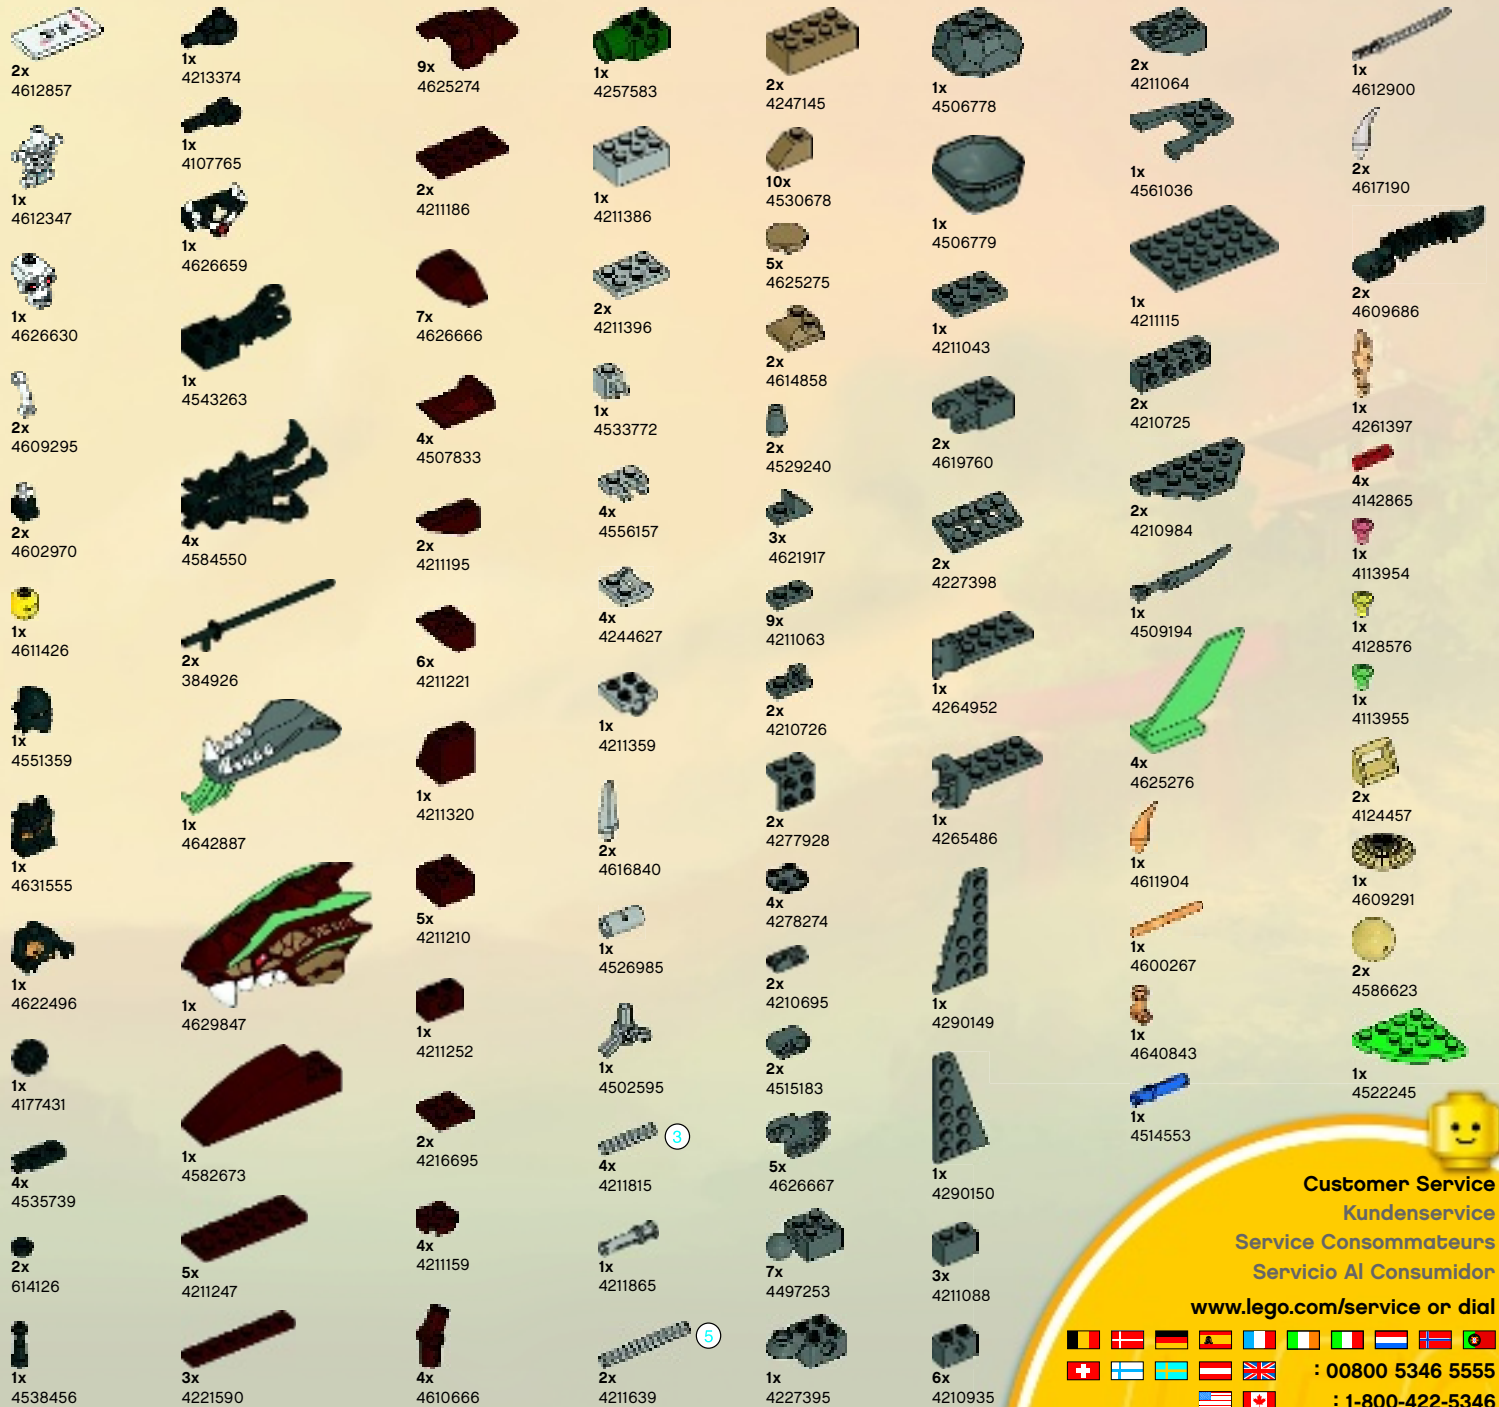 2x
4612857
1x
4612347
1x
4626630
2x
4609295
2x
4602970
1x
4611426
1x
4551359
1x
4631555
1x
4622496
1x
4177431
4x
4535739
2x
614126
1x
4538456
1x
4213374
1x
4107765
1x
4626659
1x
4543263
4x
4584550
2x
384926
1x
4642887
1x
4629847
1x
4582673
5x
4211247
3x
4221590
9x
4625274
2x
4211186
7x
4626666
4x
4507833
2x
4211195
6x
4211221
1x
4211320
5x
4211210
1x
4211252
2x
4216695
4x
4211159
4x
4610666
1x
4257583
1x
4211386
2x
4211396
1x
4533772
4x
4556157
4x
4244627
1x
4211359
2x
4616840
1x
4526985
1x
4502595
3
4x
4211815
1x
4211865
5
2x
4211639
2x
4247145
10x
4530678
5x
4625275
2x
4614858
2x
4529240
3x
4621917
9x
4211063
2x
4210726
2x
4277928
4x
4278274
2x
4210695
2x
4515183
5x
4626667
7x
4497253
1x
4227395
1x
4506778
1x
4506779
1x
4211043
2x
4619760
2x
4227398
1x
4264952
1x
4265486
1x
4290149
1x
4290150
3x
4211088
6x
4210935
2x
4211064
1x
4561036
1x
4211115
2x
4210725
2x
4210984
1x
4509194
4x
4625276
1x
4611904
1x
4600267
1x
4640843
1x
4514553
1x
4612900
2x
4617190
2x
4609686
1x
4261397
4x
4142865
1x
4113954
1x
4128576
1x
4113955
2x
4124457
1x
4609291
2x
4586623
1x
4522245
Customer Service
Kundenservice
Service Consommateurs
Servicio Al Consumidor
www.lego.com/service or dial
: 00800 5346 5555
: 1-800-422-5346